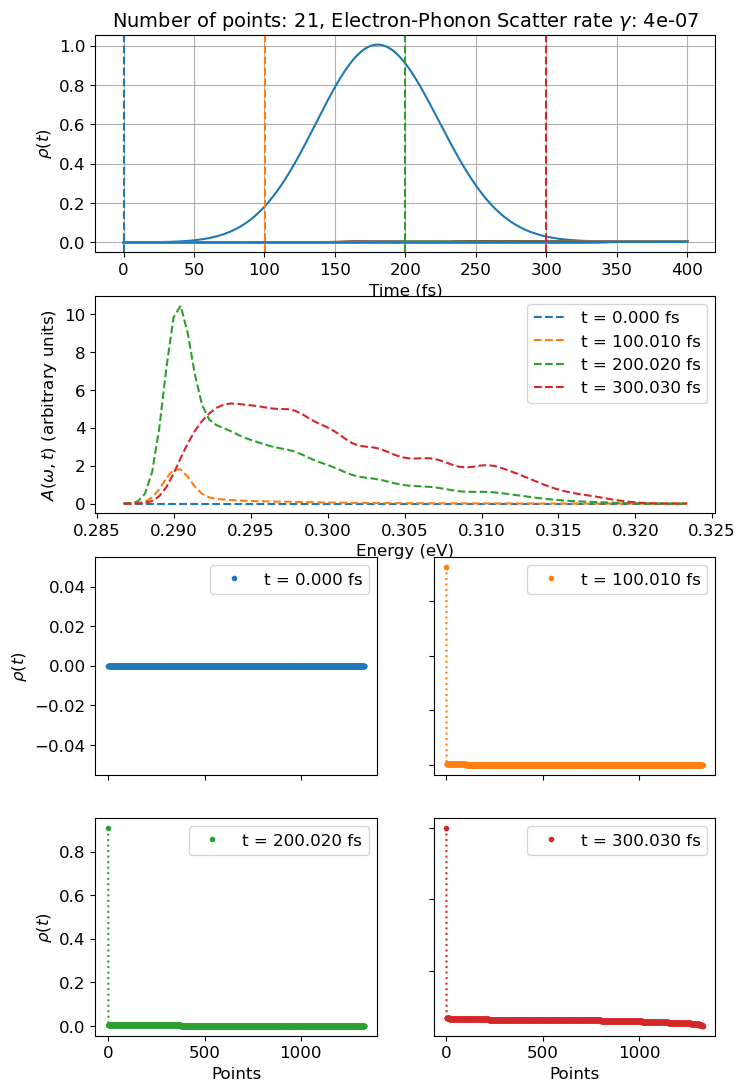 Number of points: 21, Electron-Phonon Scatter rate γ: 4e-07
1.0
0.8
0.6
0.4
0.2
0.0
ρ(t)
0 50 100 150 200 250 300 350 400
Time (fs)
10
8
6
4
2
0
A(ω, t) (arbitrary units)
t = 0.000 fs
t = 100.010 fs
t = 200.020 fs
t = 300.030 fs
0.285 0.290 0.295 0.300 0.305 0.310 0.315 0.320 0.325
Energy (eV)
0.04
0.02
0.00
−0.02
−0.04
ρ(t)
t = 0.000 fs
t = 100.010 fs
0.8
0.6
0.4
0.2
0.0
ρ(t)
t = 200.020 fs
0 500 1000
Points
t = 300.030 fs
0 500 1000
Points